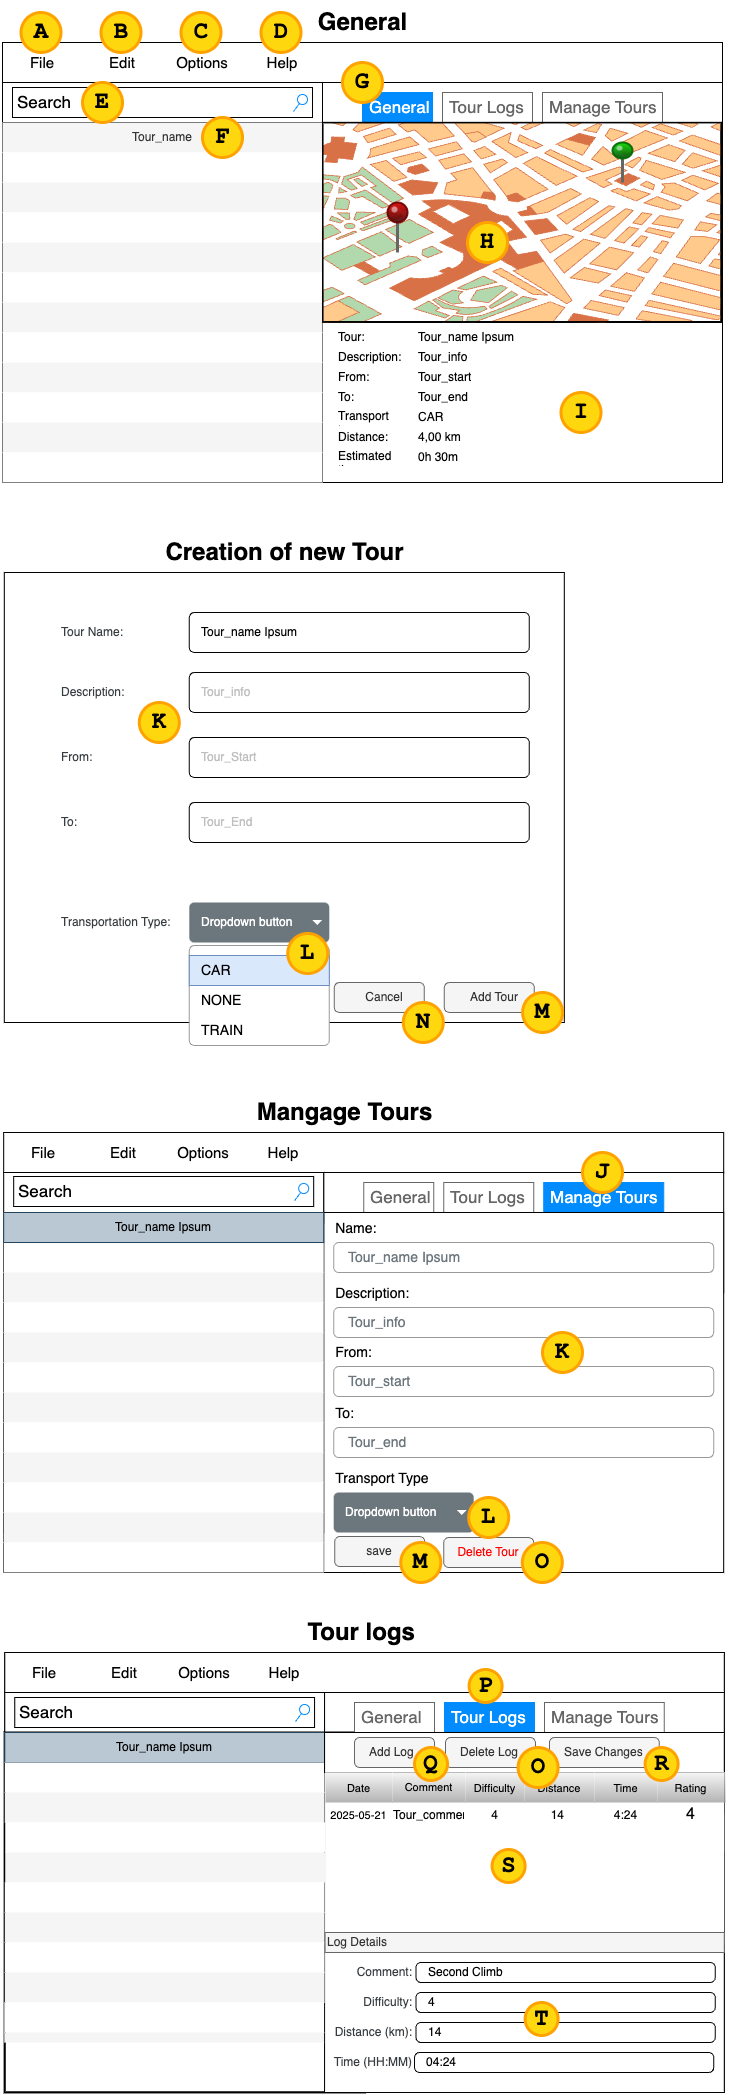 General
A B C D
File Edit Options Help
G
Search E
General Tour Logs Manage Tours
Tour_name F
H
Tour: Tour_name Ipsum
Description: Tour_info
From: Tour_start
To: Tour_end
I
Transport CAR
Distance: 4,00 km
Estimated 0h 30m
Creation of new Tour
Tour Name: Tour_name Ipsum
Description: Tour_info
K
From: Tour_Start
To: Tour_End
Transportation Type: Dropdown button
L
CAR
NONE
TRAIN
Cancel Add Tour
N M
Mangage Tours
File Edit Options Help
J
Search
General Tour Logs Manage Tours
Tour_name Ipsum
Name:
Tour_name Ipsum
Description:
Tour_info
From: K
Tour_start
To:
Tour_end
Transport Type
Dropdown button L
save M Delete Tour O
Tour logs
File Edit Options Help
P
Search
General Tour Logs Manage Tours
Tour_name Ipsum
Add Log Delete Log Save Changes
Q O R
Date Comment Difficulty Distance Time Rating
2025-05-21 Tour_commen 4 14 4:24 4
S
Log Details
Comment: Second Climb
Difficulty: 4
T
Distance (km): 14
Time (HH:MM) 04:24